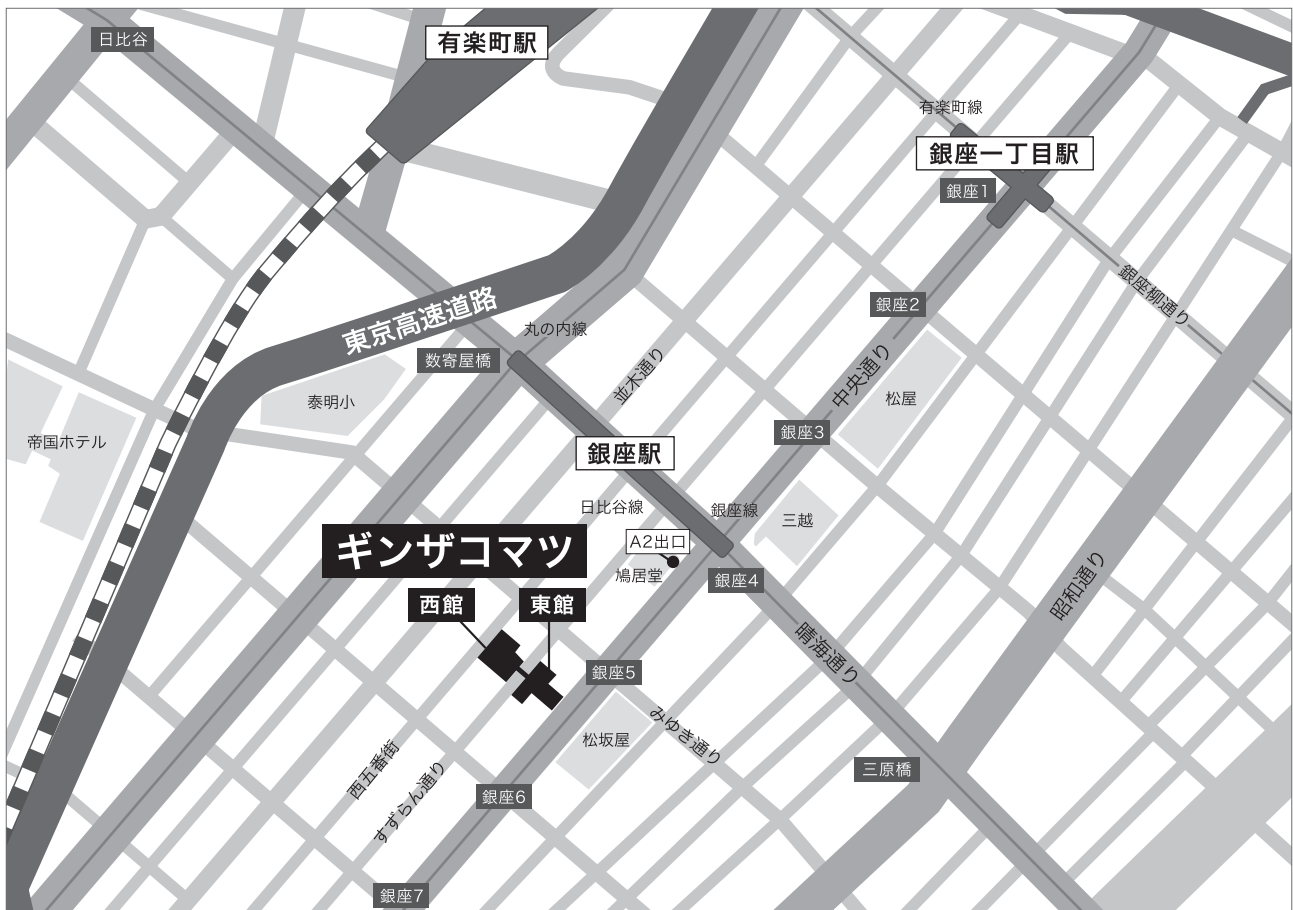 日比谷
有楽町駅
有楽町線
銀座一丁目駅
銀座1
銀座柳通り
銀座2
東京高速道路
丸の内線
数寄屋橋
並木通り
中央通り
松屋
泰明小
帝国ホテル
銀座3
銀座駅
日比谷線
銀座線
三越
A2出口
ギンザコマツ
鳩居堂
銀座4
昭和通り
西館
東館
晴海通り
銀座5
みゆき通り
松坂屋
三原橋
西五番街
すずらん通り
銀座6
銀座7